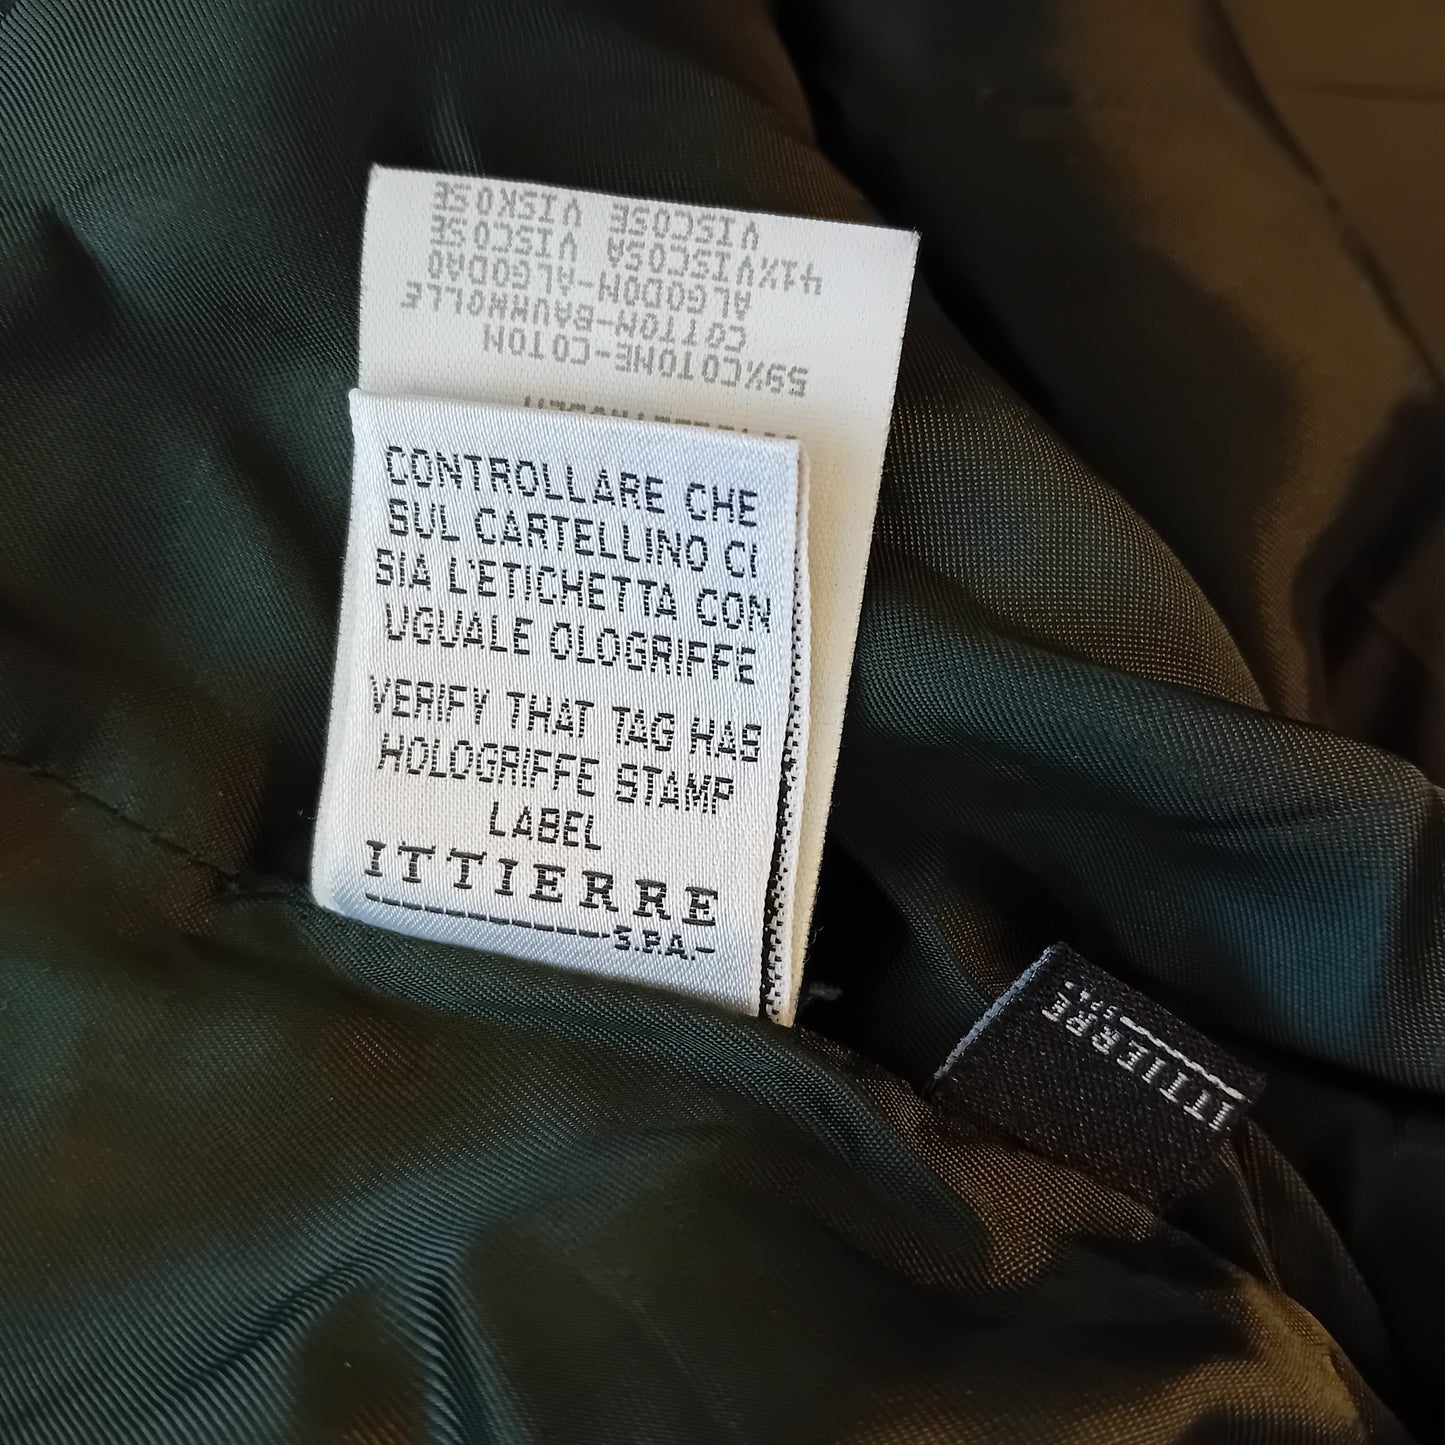 59%COTONE-COTON
COTTON-BAUMWOLLE
ALGODON-ALGODAO
41%VISCOSA VISCOSE
VISCOSE VISKOSE
CONTROLLARE CHE
SUL CARTELLINO CI
SIA L'ETICHETTA CON
UGUALE OLOGRIFFE
VERIFY THAT TAG HAS
HOLOGRIFFE STAMP
LABEL
ITTIERRE
S.P.A.
ITTIERRE